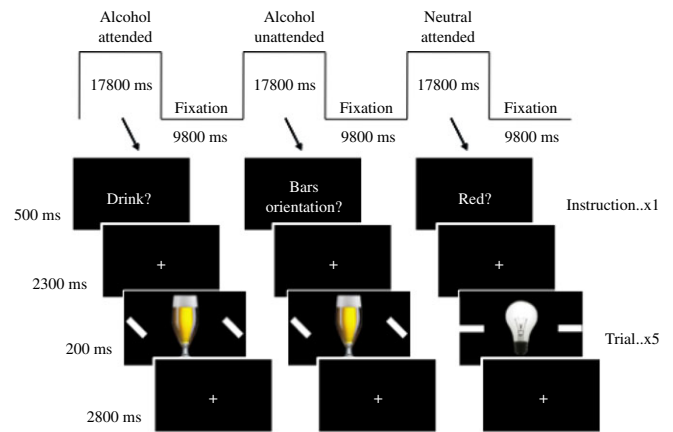 Alcohol
attended
Alcohol
unattended
Neutral
attended
17800 ms
17800 ms
17800 ms
Fixation
Fixation
Fixation
9800 ms
9800 ms
9800 ms
Drink?
Bars
orientation?
Red?
500 ms
Instruction..x1
+
+
+
2300 ms
200 ms
Trial..x5
+
+
+
2800 ms